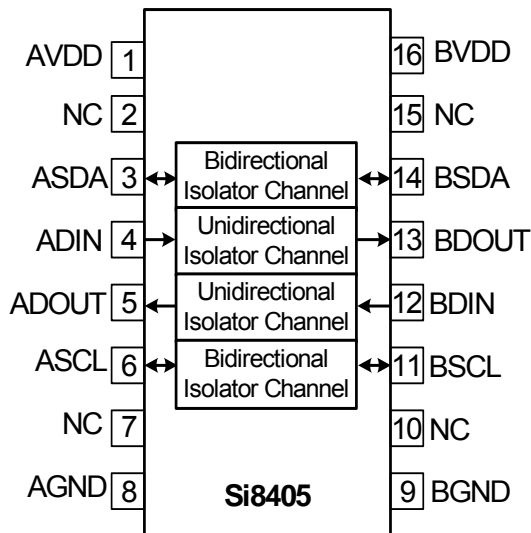 AVDD 1 16 BVDD
NC 2 15 NC
ASDA 3 Bidirectional Isolator Channel 14 BSDA
ADIN 4 Unidirectional Isolator Channel 13 BDOUT
ADOUT 5 Unidirectional Isolator Channel 12 BDIN
ASCL 6 Bidirectional Isolator Channel 11 BSCL
NC 7 10 NC
AGND 8 Si8405 9 BGND